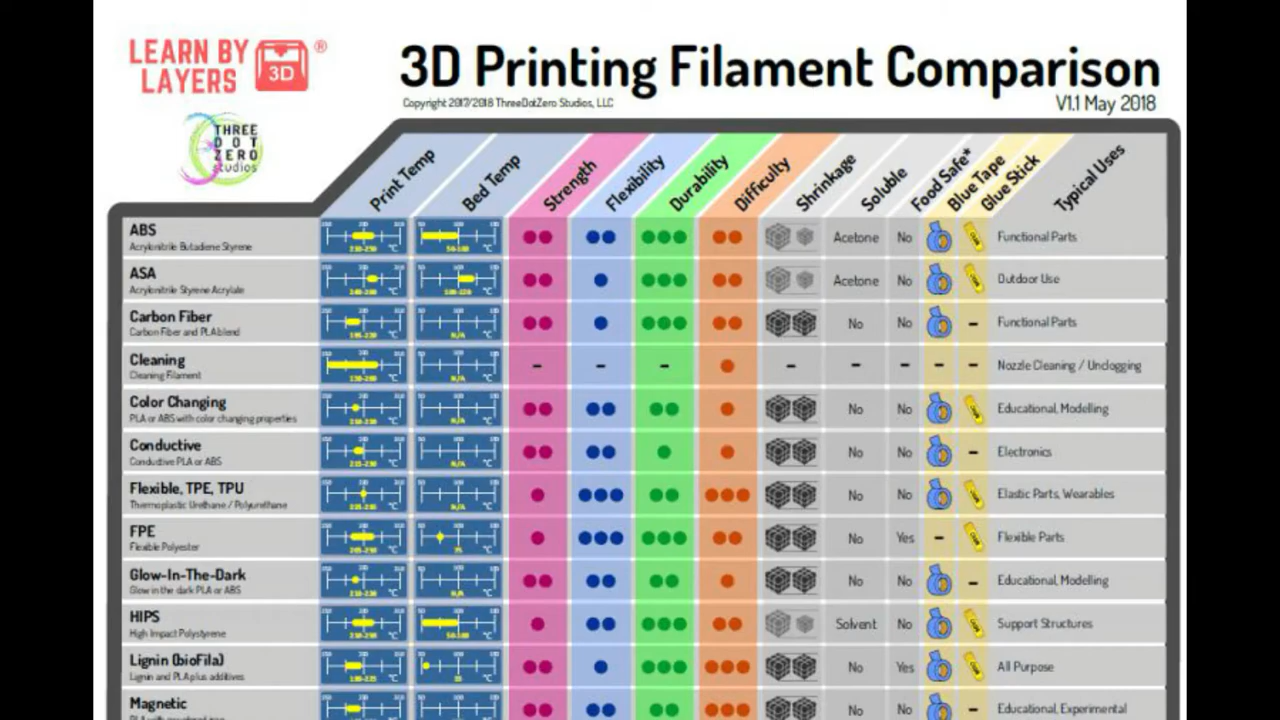 LEARN BY
LAYERS
3D
®
3D Printing Filament Comparison
Copyright 2017/2018 ThreeDotZero Studios, LLC
V1.1 May 2018
THREE
DOT
ZERO
studios
Print Temp
Bed Temp
Strength
Flexibility
Durability
Difficulty
Shrinkage
Soluble
Food Safe*
Blue Tape
Glue Stick
Typical Uses
ABS
Acrylonitrile Butadiene Styrene
°C
°C
Acetone
No
Functional Parts
ASA
Acrylonitrile Styrene Acrylate
°C
°C
Acetone
No
Outdoor Use
Carbon Fiber
Carbon Fiber and PLA blend
°C
N/A °C
No
No
–
Functional Parts
Cleaning
Cleaning Filament
°C
N/A °C
–
–
–
–
–
–
–
–
Nozzle Cleaning / Unclogging
Color Changing
PLA or ABS with color changing properties
°C
N/A °C
No
No
Educational, Modelling
Conductive
Conductive PLA or ABS
°C
N/A °C
No
No
–
Electronics
Flexible, TPE, TPU
Thermoplastic Urethane / Polyurethane
°C
N/A °C
No
No
Elastic Parts, Wearables
FPE
Flexible Polyester
°C
°C
No
Yes
–
Flexible Parts
Glow-In-The-Dark
Glow in the dark PLA or ABS
°C
N/A °C
No
No
–
Educational, Modelling
HIPS
High Impact Polystyrene
°C
°C
Solvent
No
Support Structures
Lignin (bioFila)
Lignin and PLA plus additives
°C
°C
No
Yes
All Purpose
Magnetic
No
No
–
Educational, Experimental